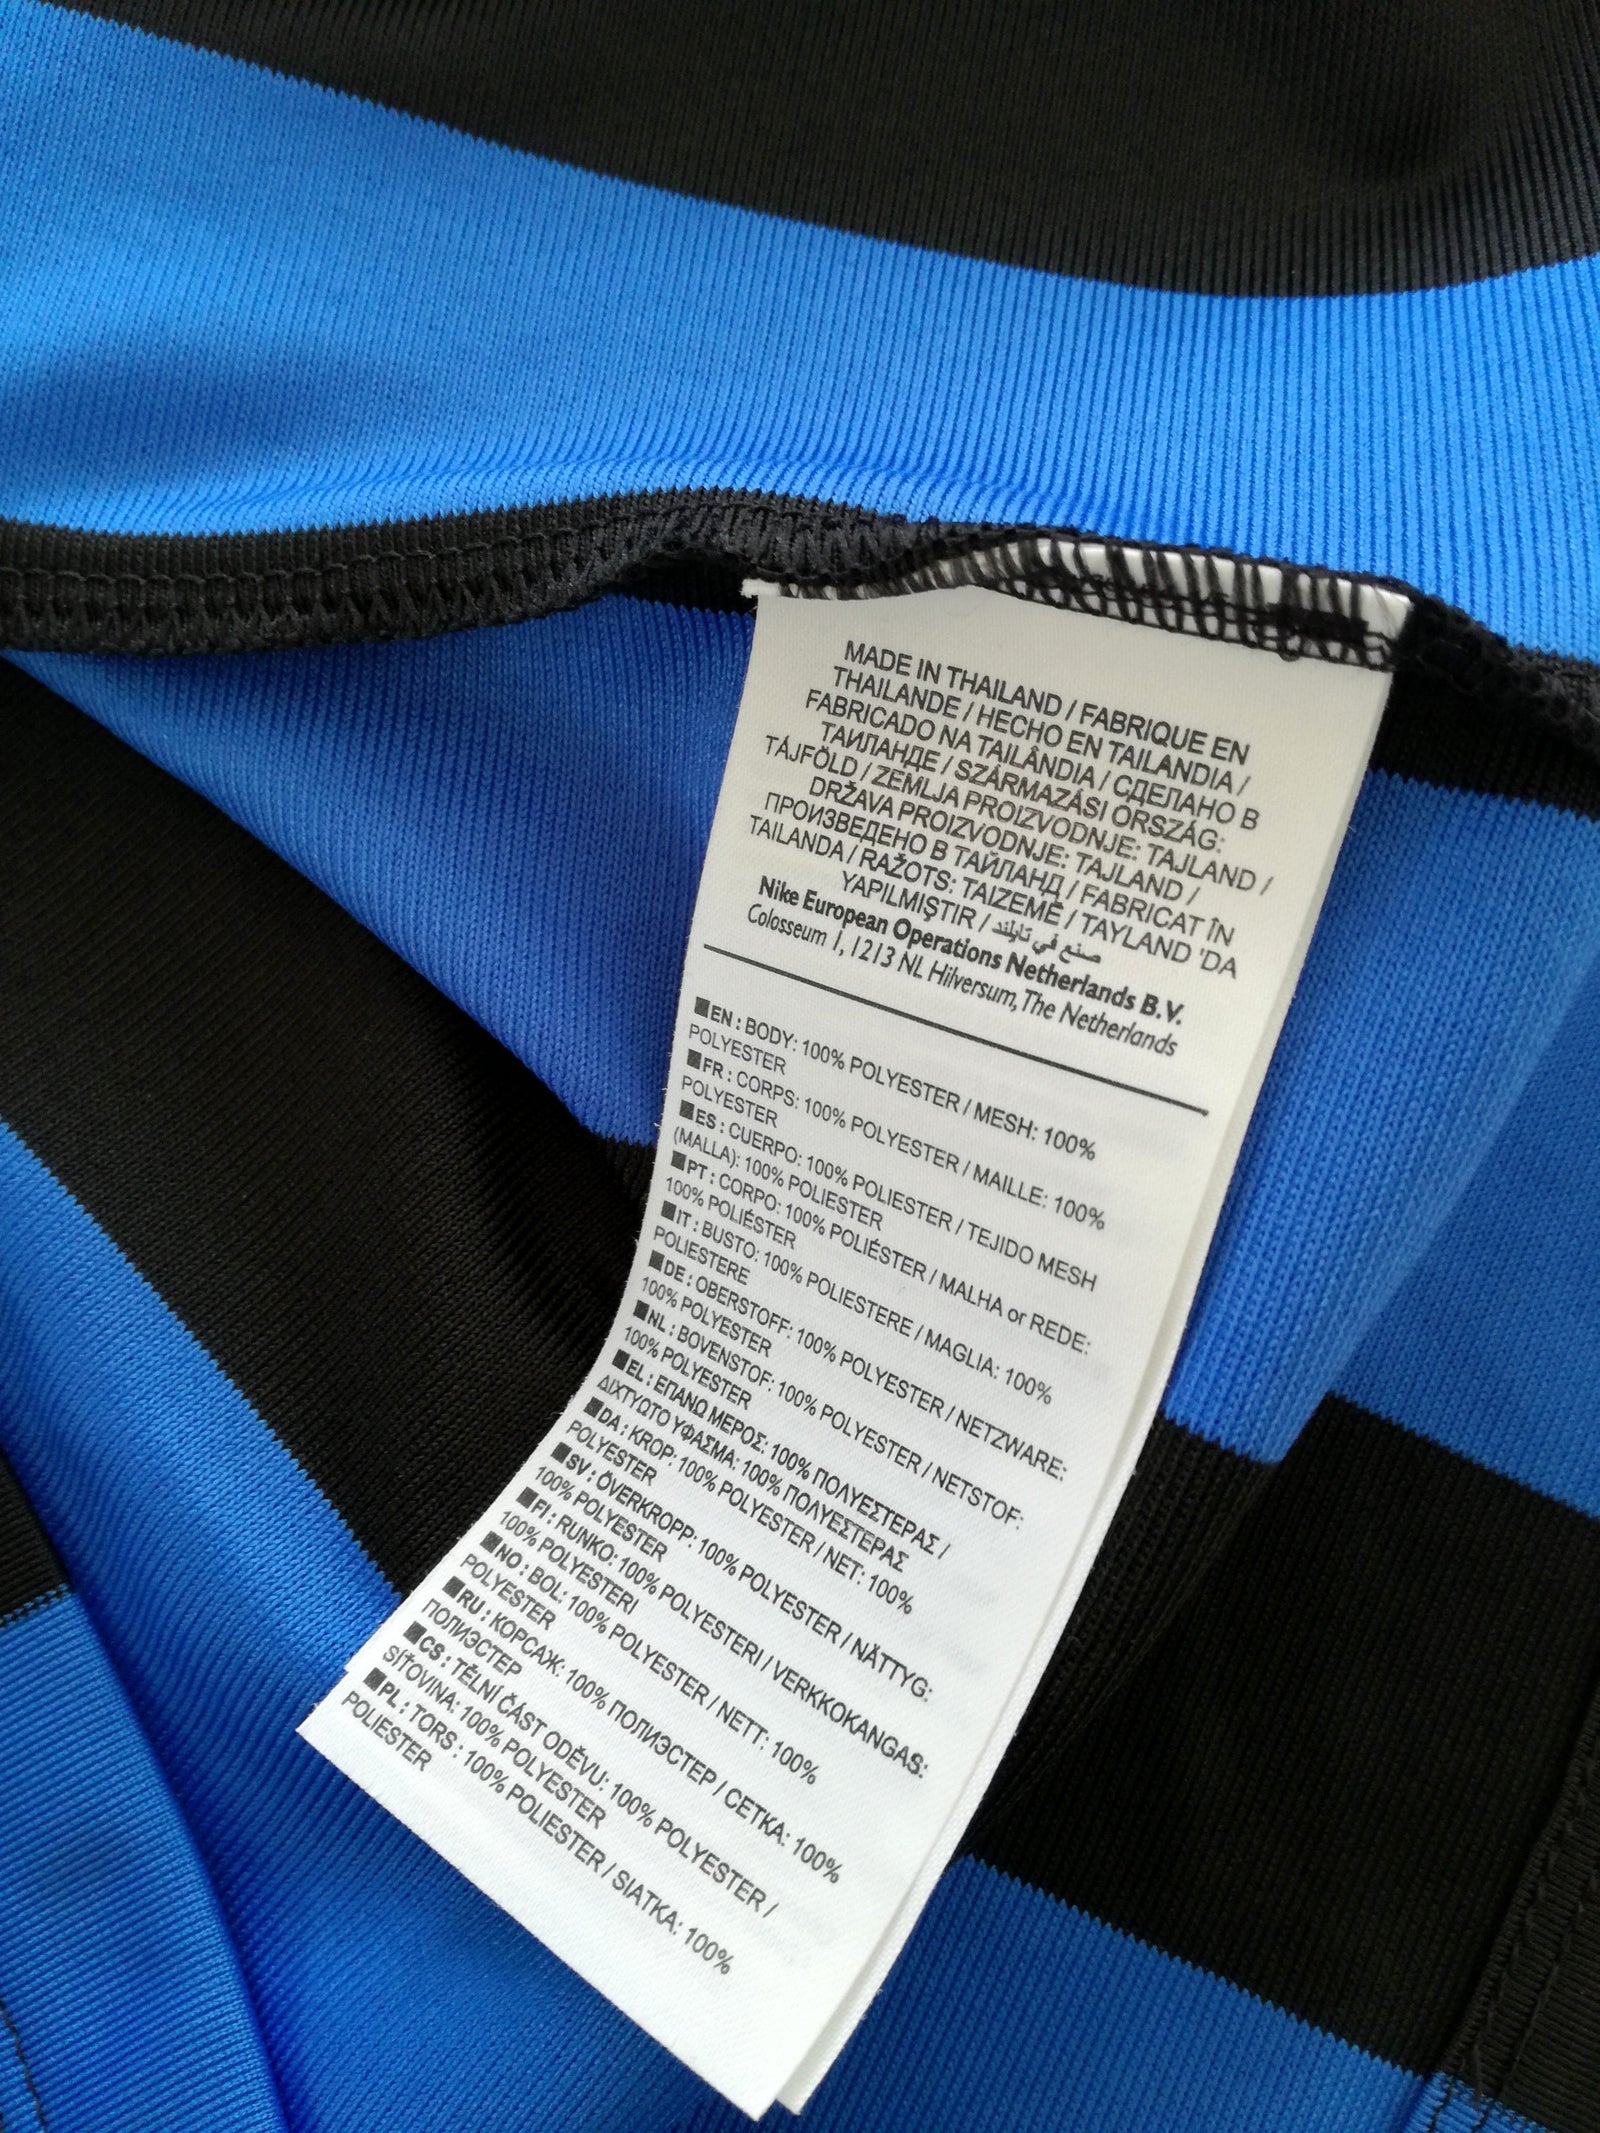 MADE IN THAILAND / FABRIQUE EN
THAILANDE / HECHO EN TAILANDIA /
FABRICADO NA TAILÂNDIA / СДЕЛАНО В
ТАИЛАНДЕ / SZÁRMAZÁSI ORSZÁG:
TÁJFÖLD / ZEMLJA PROIZVODNJE: TAJLAND /
DRŽAVA PROIZVODNJE: TAJLAND /
ПРОИЗВЕДЕНО В ТАЙЛАНД / FABRICAT ÎN
TAILANDA / RAŽOTS: TAIZEMĒ / TAYLAND 'DA
YAPILMIŞTIR / صنع في تايلند
Nike European Operations Netherlands B.V.
Colosseum 1, 1213 NL Hilversum, The Netherlands
■EN : BODY: 100% POLYESTER / MESH: 100%
POLYESTER
■FR : CORPS: 100% POLYESTER / MAILLE: 100%
POLYESTER
■ES : CUERPO: 100% POLIESTER / TEJIDO MESH
(MALLA): 100% POLIESTER
■PT : CORPO: 100% POLIÉSTER / MALHA or REDE:
100% POLIÉSTER
■IT : BUSTO: 100% POLIESTERE / MAGLIA: 100%
POLIESTERE
■DE : OBERSTOFF: 100% POLYESTER / NETZWARE:
100% POLYESTER
■NL : BOVENSTOF: 100% POLYESTER / NETSTOF:
100% POLYESTER
■EL : ΕΠΑΝΩ ΜΕΡΟΣ: 100% ΠΟΛΥΕΣΤΕΡΑΣ /
ΔΙΧΤΥΩΤΟ ΥΦΑΣΜΑ: 100% ΠΟΛΥΕΣΤΕΡΑΣ
■DA : KROP: 100% POLYESTER / NET: 100%
POLYESTER
■SV : ÖVERKROPP: 100% POLYESTER / NÄTTYG:
100% POLYESTER
■FI : RUNKO: 100% POLYESTERI / VERKKOKANGAS:
100% POLYESTERI
■NO : BOL: 100% POLYESTER / NETT: 100%
POLYESTER
■RU : КОРСАЖ: 100% ПОЛИЭСТЕР / СЕТКА: 100%
ПОЛИЭСТЕР
■CS : TĚLNÍ ČÁST ODĚVU: 100% POLYESTER /
SÍŤOVINA: 100% POLYESTER
■PL : TORS : 100% POLIESTER / SIATKA: 100%
POLIESTER